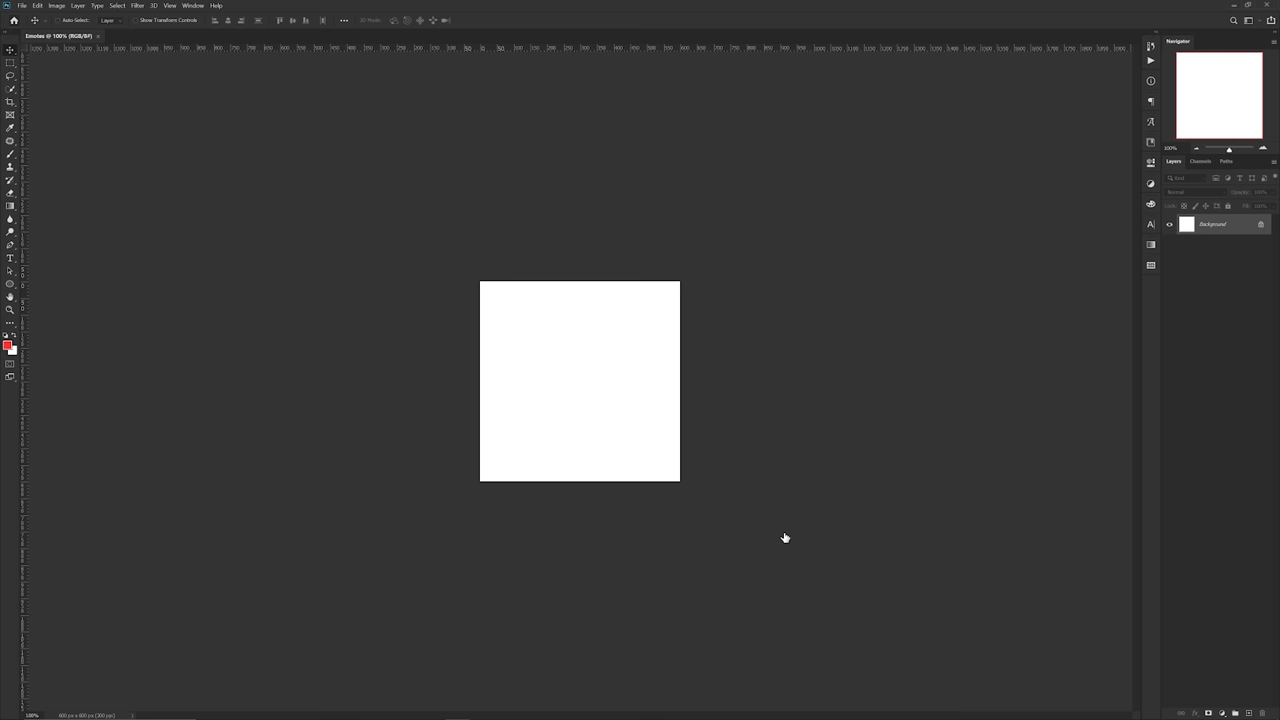 File Edit Image Layer Type Select Filter 3D View Window Help
Auto-Select: Layer Show Transform Controls 3D Mode:
Emotes @ 100% (RGB/8#) ×
Navigator
100%
Layers Channels Paths
Kind
Normal Opacity: 100%
Lock: Fill: 100%
Background
100% 600 px x 600 px (300 ppi)